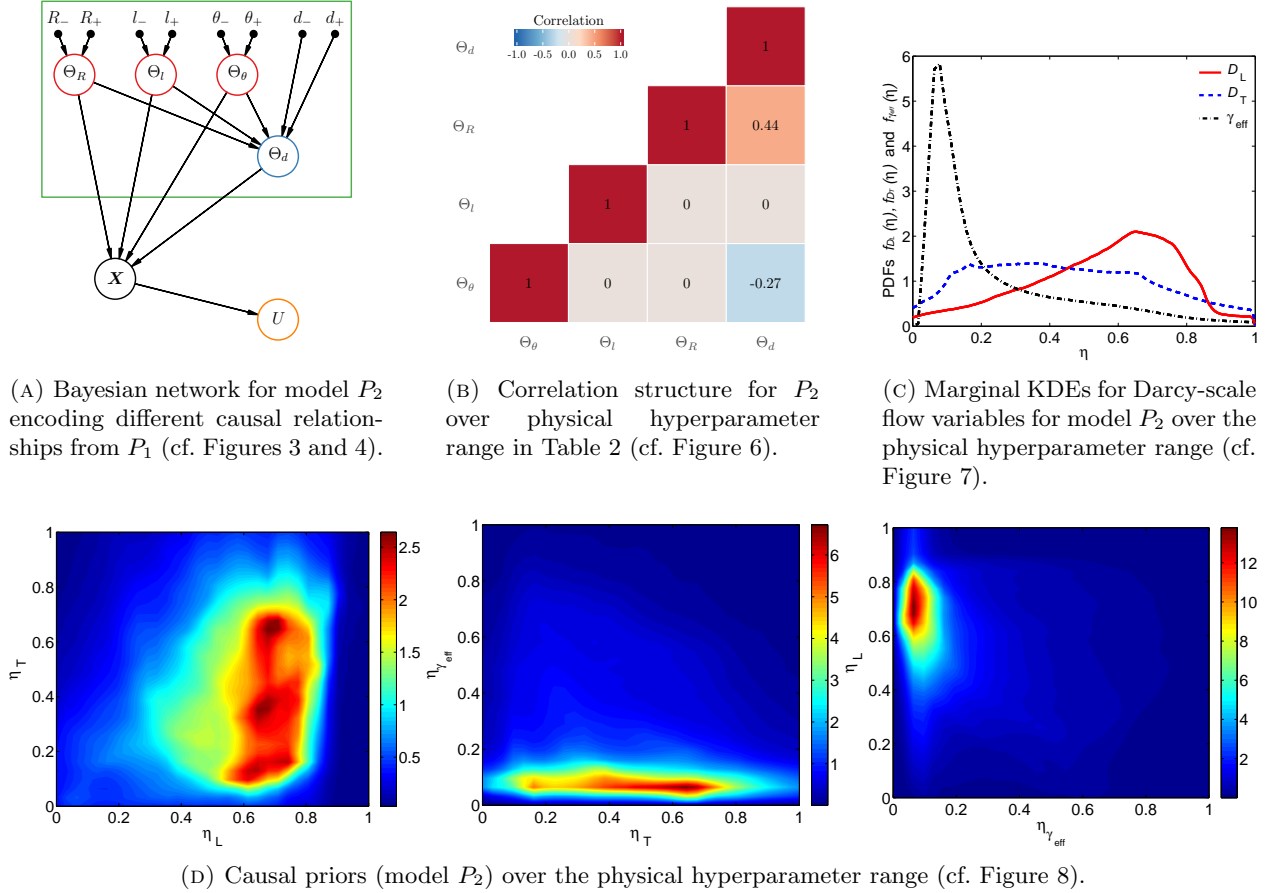 R₋ R₊ l₋ l₊ θ₋ θ₊ d₋ d₊
Θ_R Θ_l Θ_θ
Θ_d
X
U
Correlation
-1.0 -0.5 0.0 0.5 1.0
Θ_d 1
Θ_R 1 0.44
Θ_l 1 0 0
Θ_θ 1 0 0 -0.27
Θ_θ Θ_l Θ_R Θ_d
PDFs f_{D_L}(η), f_{D_T}(η) and f_{γ_eff}(η)
6
5
4
3
2
1
0
0 0.2 0.4 0.6 0.8 1
η
D_L
D_T
γ_eff
(A) Bayesian network for model P₂
encoding different causal relation-
ships from P₁ (cf. Figures 3 and 4).
(B) Correlation structure for P₂
over physical hyperparameter
range in Table 2 (cf. Figure 6).
(C) Marginal KDEs for Darcy-scale
flow variables for model P₂ over the
physical hyperparameter range (cf.
Figure 7).
η_T
1
0.8
0.6
0.4
0.2
0
0 0.2 0.4 0.6 0.8 1
η_L
2.5
2
1.5
1
0.5
η_{γ_eff}
1
0.8
0.6
0.4
0.2
0
0 0.2 0.4 0.6 0.8 1
η_T
6
5
4
3
2
1
η_L
1
0.8
0.6
0.4
0.2
0
0 0.2 0.4 0.6 0.8 1
η_{γ_eff}
12
10
8
6
4
2
(D) Causal priors (model P₂) over the physical hyperparameter range (cf. Figure 8).